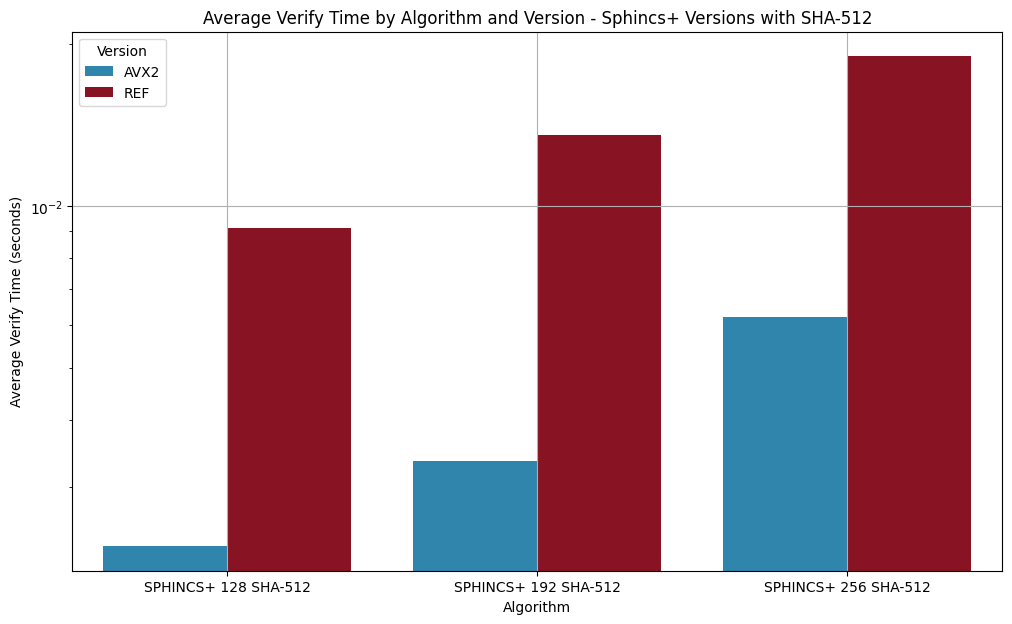 Average Verify Time by Algorithm and Version - Sphincs+ Versions with SHA-512
Version
AVX2
REF
Average Verify Time (seconds)
10⁻²
SPHINCS+ 128 SHA-512
SPHINCS+ 192 SHA-512
SPHINCS+ 256 SHA-512
Algorithm